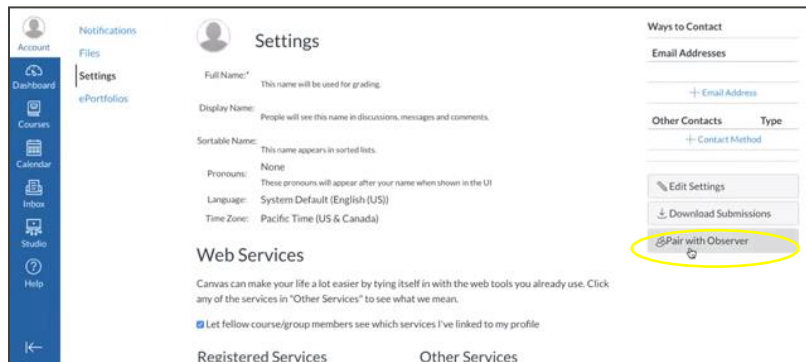 Account
Dashboard
Courses
Calendar
Inbox
Studio
Help
Notifications
Files
Settings
ePortfolios
Settings
Full Name:*
This name will be used for grading.
Display Name:
People will see this name in discussions, messages and comments.
Sortable Name:
This name appears in sorted lists.
Pronouns: None
These pronouns will appear after your name when shown in the UI
Language: System Default (English (US))
Time Zone: Pacific Time (US & Canada)
Web Services
Canvas can make your life a lot easier by tying itself in with the web tools you already use. Click
any of the services in "Other Services" to see what we mean.
Let fellow course/group members see which services I've linked to my profile
Registered Services Other Services
Ways to Contact
Email Addresses
+ Email Address
Other Contacts Type
+ Contact Method
Edit Settings
Download Submissions
Pair with Observer